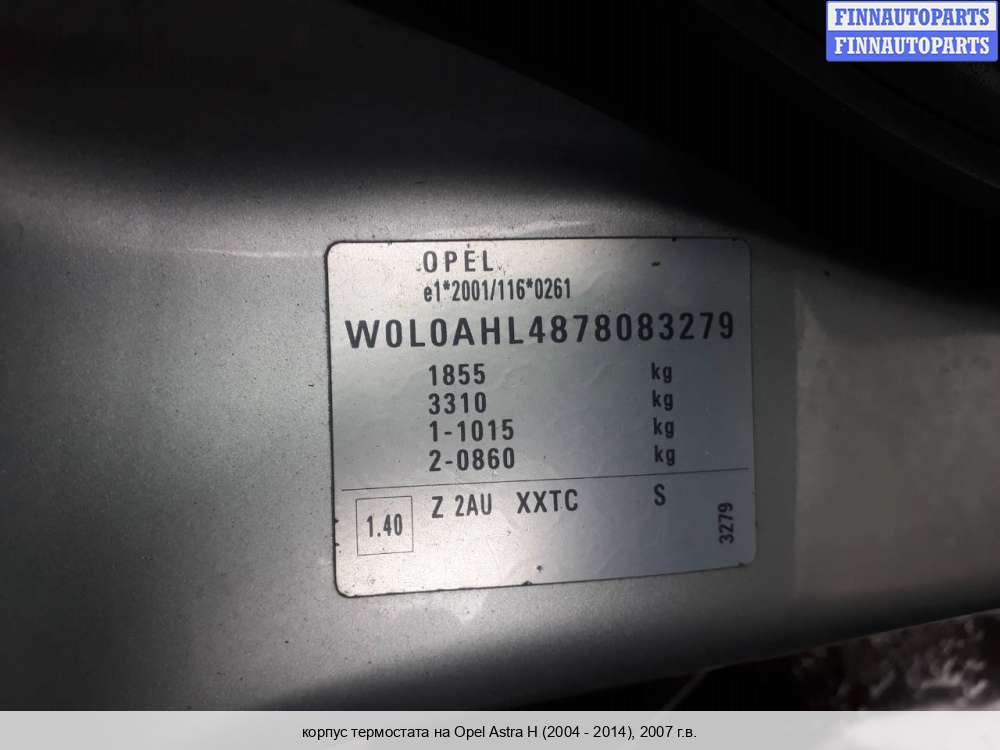 FINNAUTOPARTS
FINNAUTOPARTS
OPEL
e1*2001/116*0261
W0L0AHL4878083279
1855 kg
3310 kg
1-1015 kg
2-0860 kg
1.40 Z 2AU XXTC S
3279
корпус термостата на Opel Astra H (2004 - 2014), 2007 г.в.